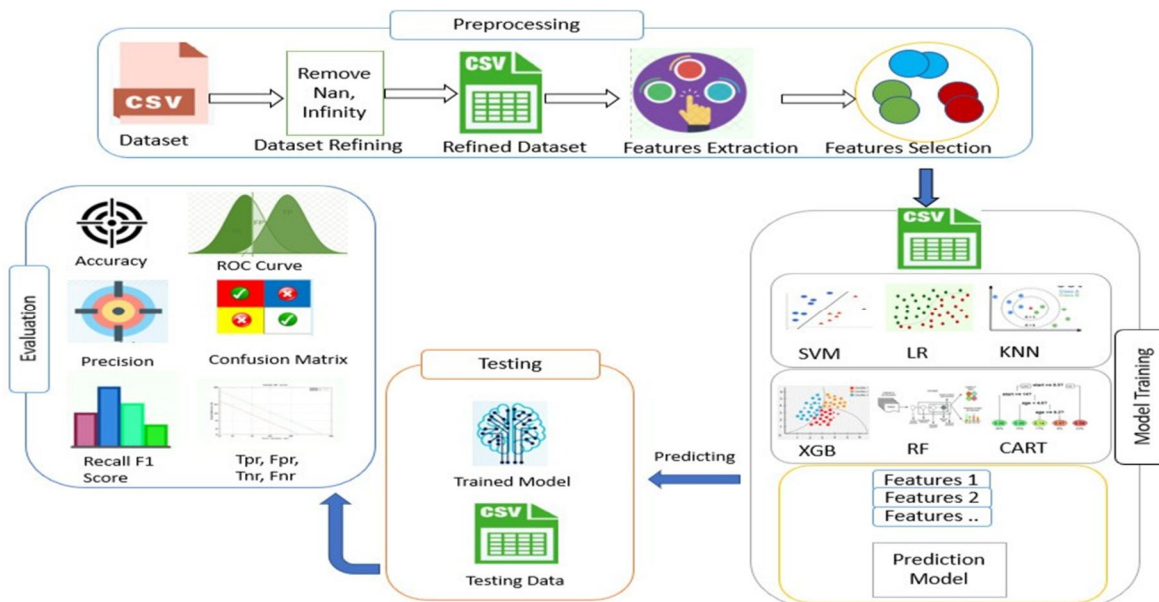 Preprocessing
CSV
Dataset
Remove
Nan,
Infinity
Dataset Refining
CSV
Refined Dataset
Features Extraction
Features Selection
Evaluation
Accuracy
ROC Curve
Precision
Confusion Matrix
Recall F1
Score
Tpr, Fpr,
Tnr, Fnr
Testing
Trained Model
CSV
Testing Data
Predicting
Model Training
CSV
SVM
LR
KNN
XGB
RF
CART
Features 1
Features 2
Features ..
Prediction
Model